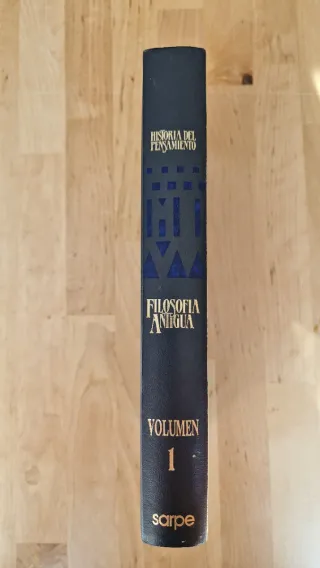 HISTORIA DEL
PENSAMIENTO
FILOSOFIA
ANTIGUA
VOLUMEN
1
sarpe